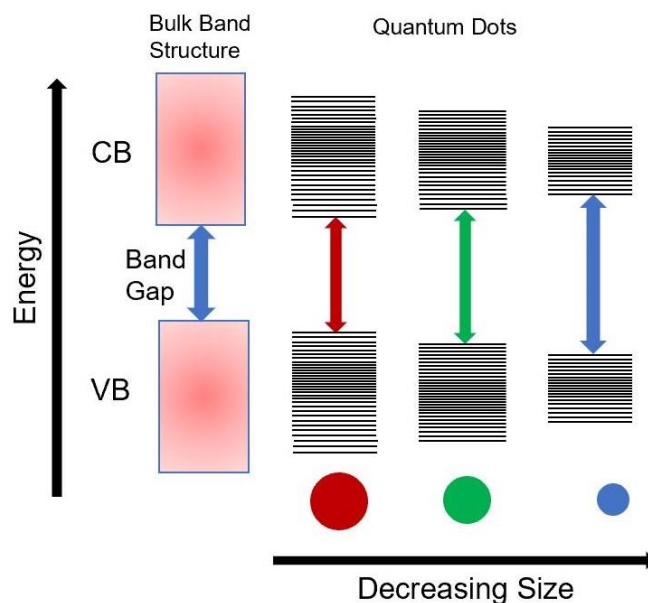 Bulk Band
Structure
Quantum Dots
CB
Band
Gap
VB
Energy
Decreasing Size